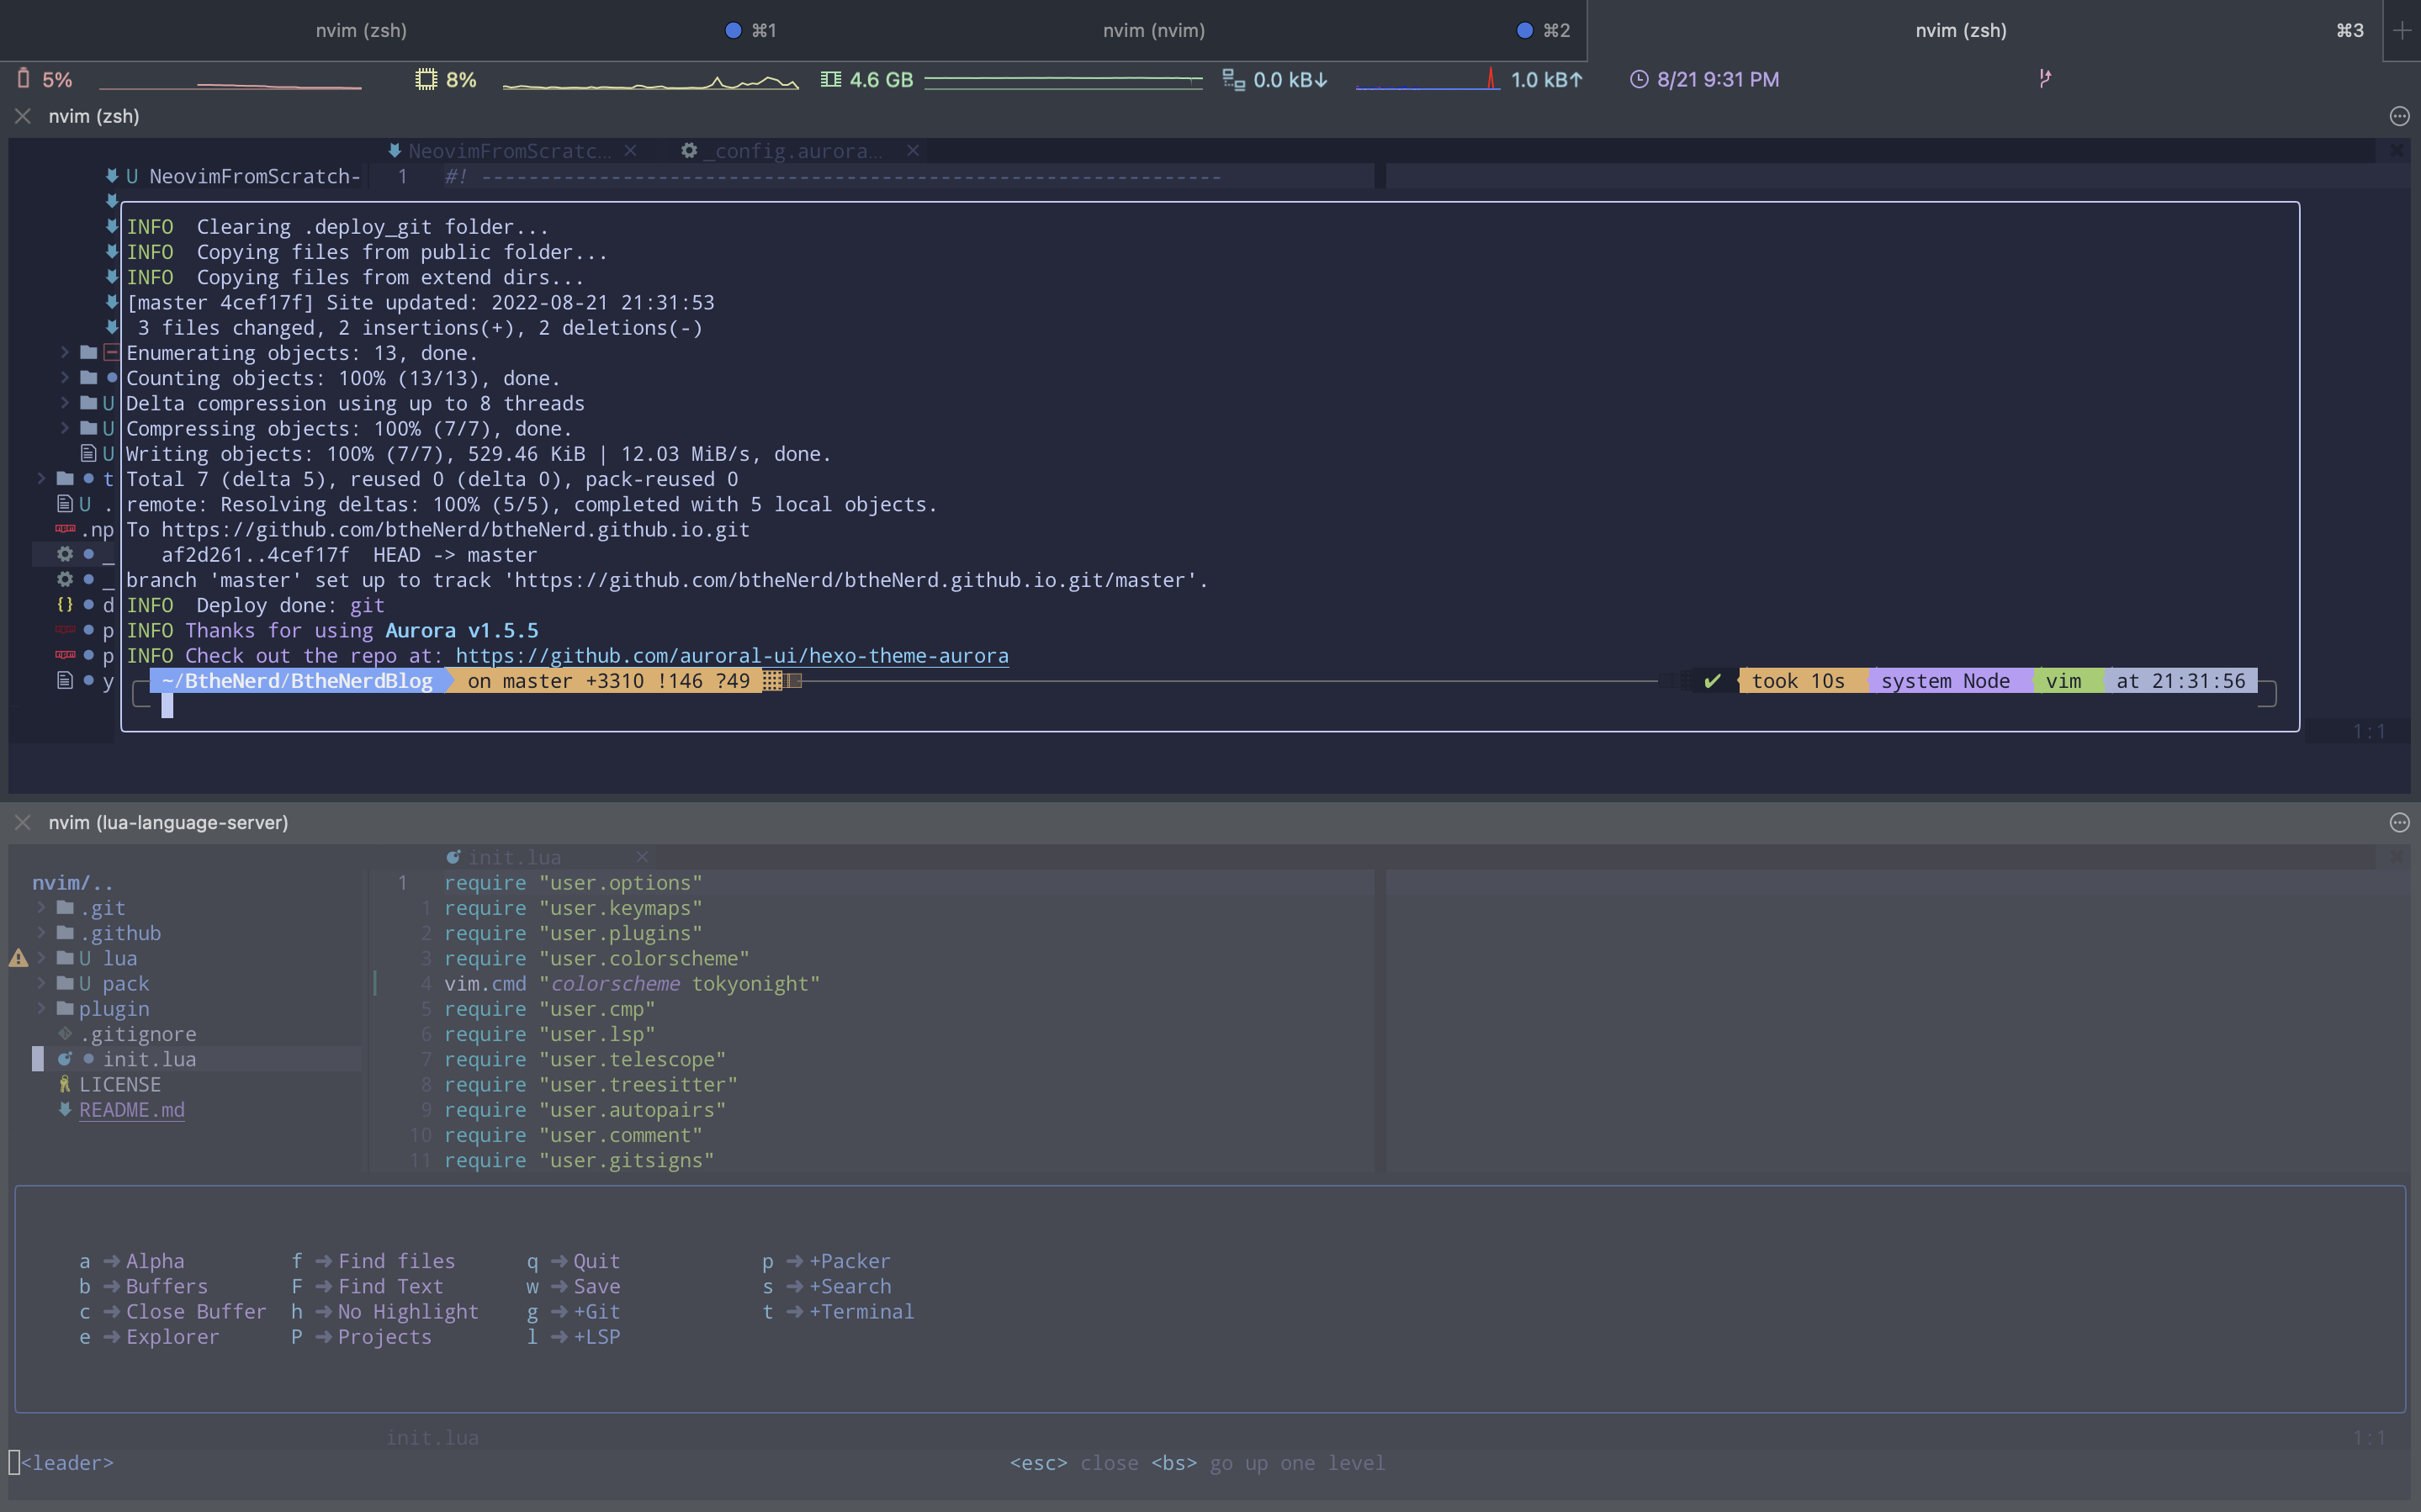 nvim (zsh) ⌘1 nvim (nvim) ⌘2 nvim (zsh) ⌘3
5% 8% 4.6 GB 0.0 kB↓ 1.0 kB↑ 8/21 9:31 PM
nvim (zsh)
NeovimFromScratc... _config.aurora...
U NeovimFromScratch- 1 #! ---------------------------------------------------------------
INFO Clearing .deploy_git folder...
INFO Copying files from public folder...
INFO Copying files from extend dirs...
[master 4cef17f] Site updated: 2022-08-21 21:31:53
3 files changed, 2 insertions(+), 2 deletions(-)
Enumerating objects: 13, done.
Counting objects: 100% (13/13), done.
U Delta compression using up to 8 threads
U Compressing objects: 100% (7/7), done.
U Writing objects: 100% (7/7), 529.46 KiB | 12.03 MiB/s, done.
t Total 7 (delta 5), reused 0 (delta 0), pack-reused 0
U . remote: Resolving deltas: 100% (5/5), completed with 5 local objects.
.np To https://github.com/btheNerd/btheNerd.github.io.git
_ af2d261..4cef17f HEAD -> master
_ branch 'master' set up to track 'https://github.com/btheNerd/btheNerd.github.io.git/master'.
{} d INFO Deploy done: git
p INFO Thanks for using Aurora v1.5.5
p INFO Check out the repo at: https://github.com/auroral-ui/hexo-theme-aurora
y ~/BtheNerd/BtheNerdBlog on master +3310 !146 ?49 ✔ took 10s system Node vim at 21:31:56
1:1
nvim (lua-language-server)
init.lua
nvim/.. 1 require "user.options"
.git 1 require "user.keymaps"
.github 2 require "user.plugins"
U lua 3 require "user.colorscheme"
U pack 4 vim.cmd "colorscheme tokyonight"
plugin 5 require "user.cmp"
.gitignore 6 require "user.lsp"
init.lua 7 require "user.telescope"
LICENSE 8 require "user.treesitter"
README.md 9 require "user.autopairs"
10 require "user.comment"
11 require "user.gitsigns"
a ➜ Alpha f ➜ Find files q ➜ Quit p ➜ +Packer
b ➜ Buffers F ➜ Find Text w ➜ Save s ➜ +Search
c ➜ Close Buffer h ➜ No Highlight g ➜ +Git t ➜ +Terminal
e ➜ Explorer P ➜ Projects l ➜ +LSP
init.lua 1:1
<leader> <esc> close <bs> go up one level